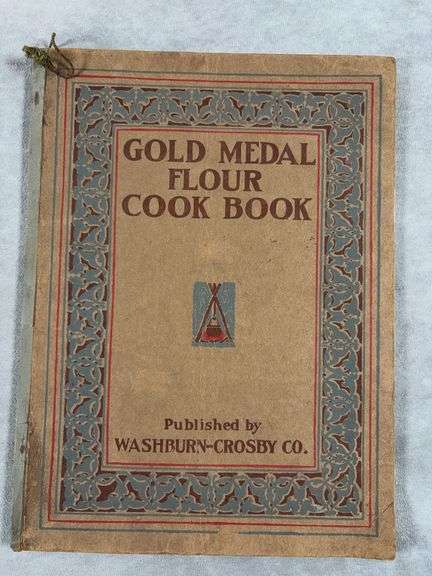 GOLD MEDAL
FLOUR
COOK BOOK
Published by
WASHBURN-CROSBY CO.